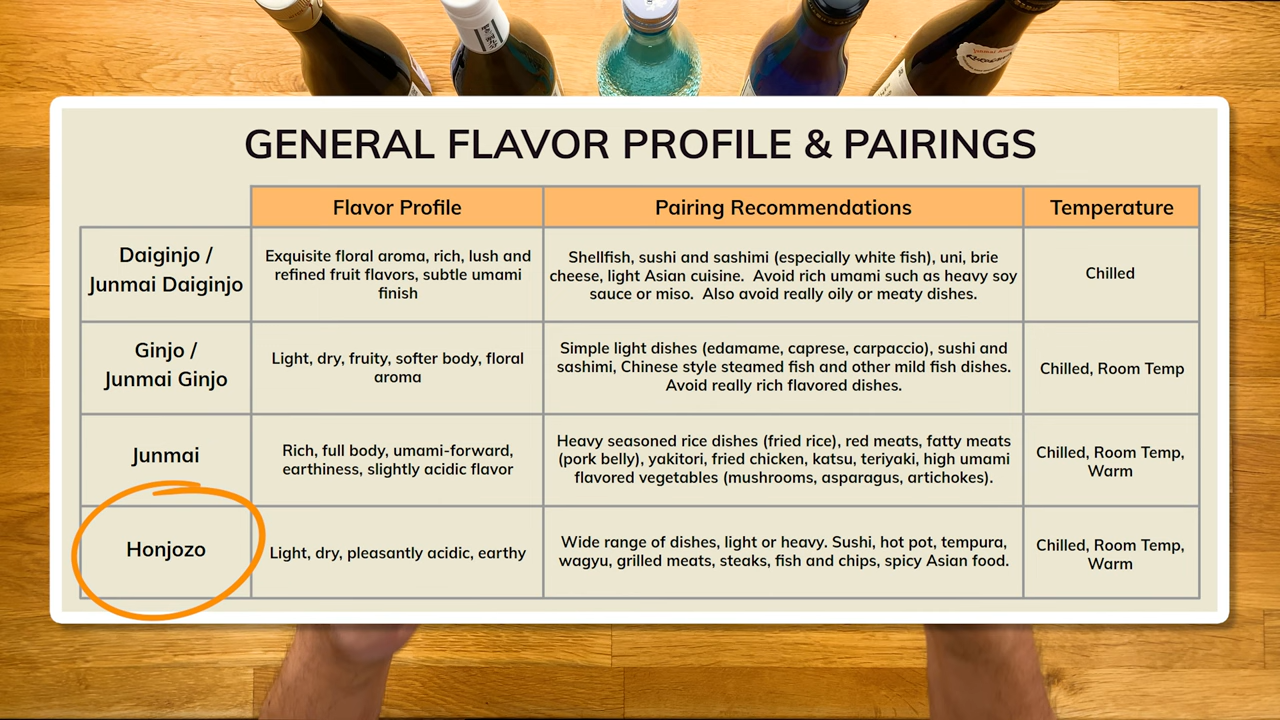 GENERAL FLAVOR PROFILE & PAIRINGS
Flavor Profile
Pairing Recommendations
Temperature
Daiginjo /
Junmai Daiginjo
Exquisite floral aroma, rich, lush and
refined fruit flavors, subtle umami
finish
Shellfish, sushi and sashimi (especially white fish), uni, brie
cheese, light Asian cuisine.  Avoid rich umami such as heavy soy
sauce or miso.  Also avoid really oily or meaty dishes.
Chilled
Ginjo /
Junmai Ginjo
Light, dry, fruity, softer body, floral
aroma
Simple light dishes (edamame, caprese, carpaccio), sushi and
sashimi, Chinese style steamed fish and other mild fish dishes.
Avoid really rich flavored dishes.
Chilled, Room Temp
Junmai
Rich, full body, umami-forward,
earthiness, slightly acidic flavor
Heavy seasoned rice dishes (fried rice), red meats, fatty meats
(pork belly), yakitori, fried chicken, katsu, teriyaki, high umami
flavored vegetables (mushrooms, asparagus, artichokes).
Chilled, Room Temp,
Warm
Honjozo
Light, dry, pleasantly acidic, earthy
Wide range of dishes, light or heavy. Sushi, hot pot, tempura,
wagyu, grilled meats, steaks, fish and chips, spicy Asian food.
Chilled, Room Temp,
Warm